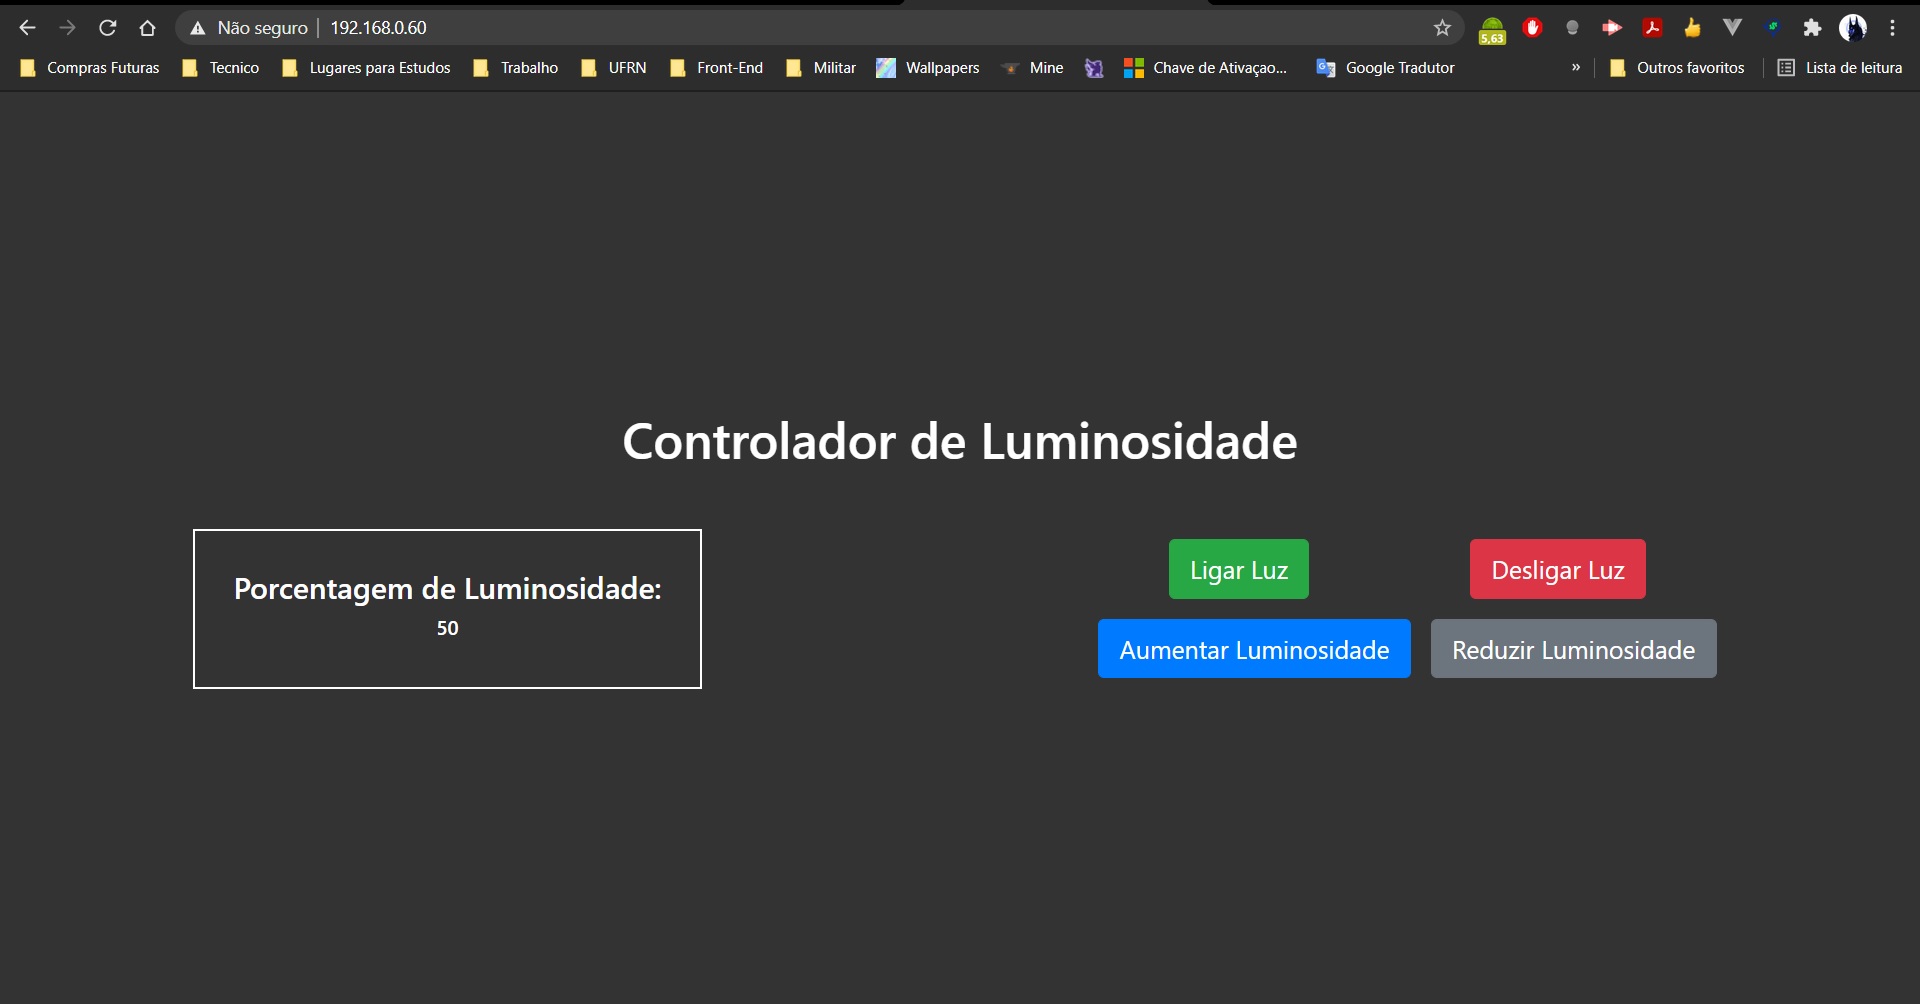 Não seguro | 192.168.0.60
5,63
Compras Futuras Tecnico Lugares para Estudos Trabalho UFRN Front-End Militar Wallpapers Mine Chave de Ativaçao... Google Tradutor » Outros favoritos Lista de leitura
Controlador de Luminosidade
Porcentagem de Luminosidade:
50
Ligar Luz Desligar Luz
Aumentar Luminosidade Reduzir Luminosidade